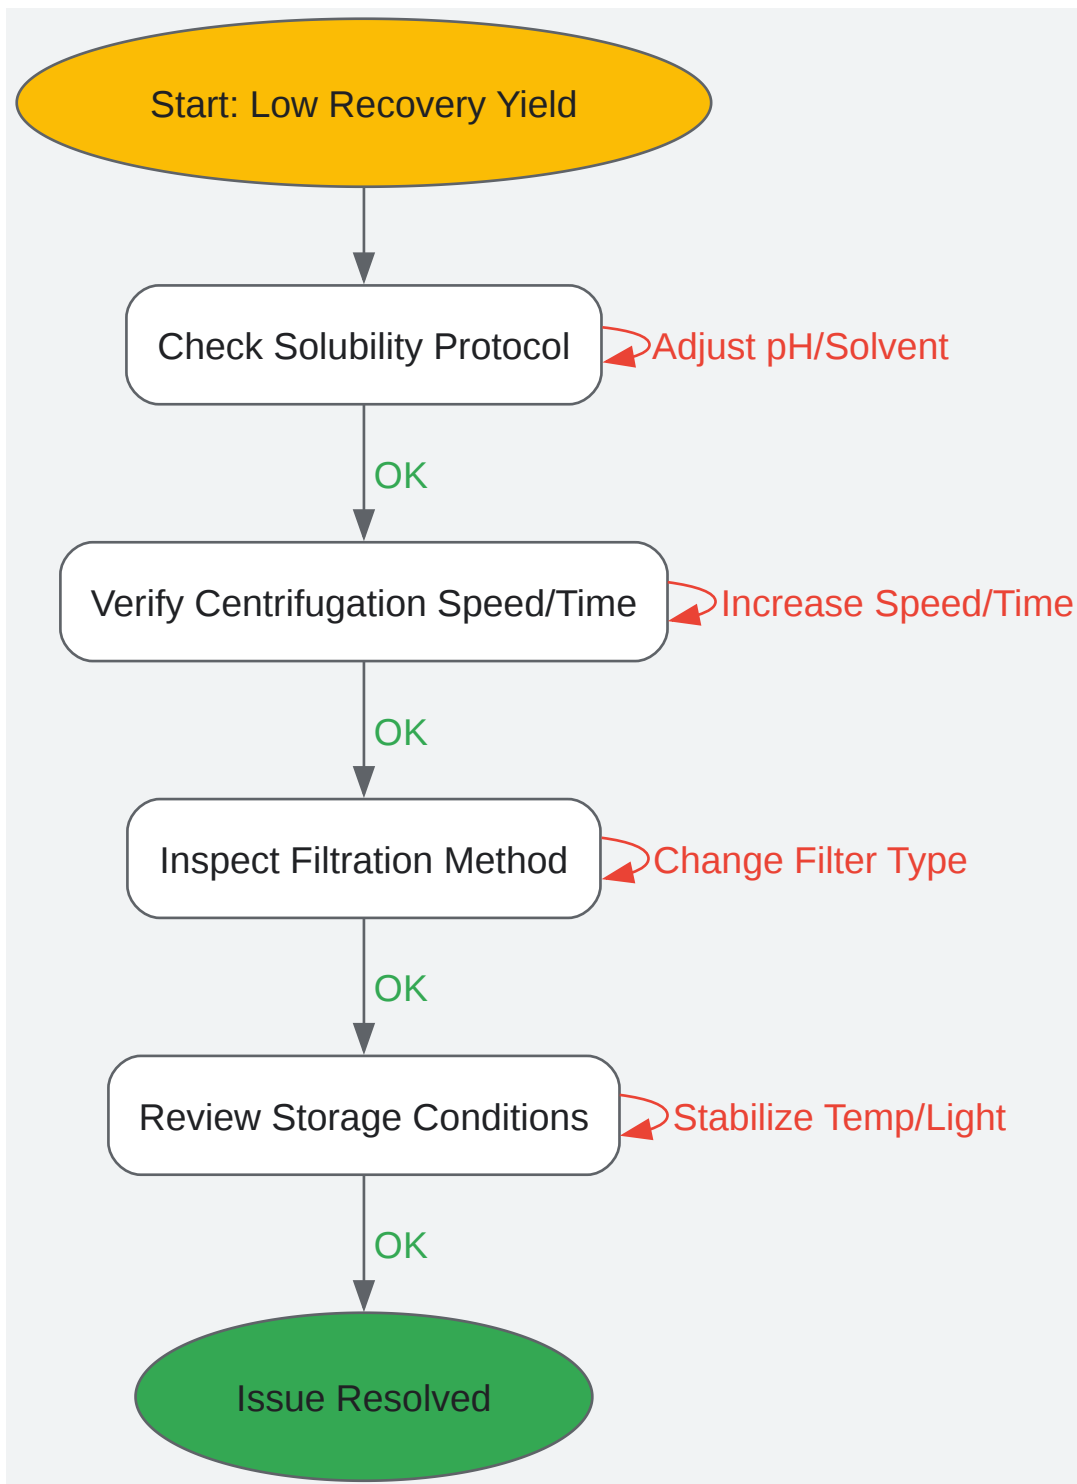 Start: Low Recovery Yield
Check Solubility Protocol
Adjust pH/Solvent
OK
Verify Centrifugation Speed/Time
Increase Speed/Time
OK
Inspect Filtration Method
Change Filter Type
OK
Review Storage Conditions
Stabilize Temp/Light
OK
Issue Resolved